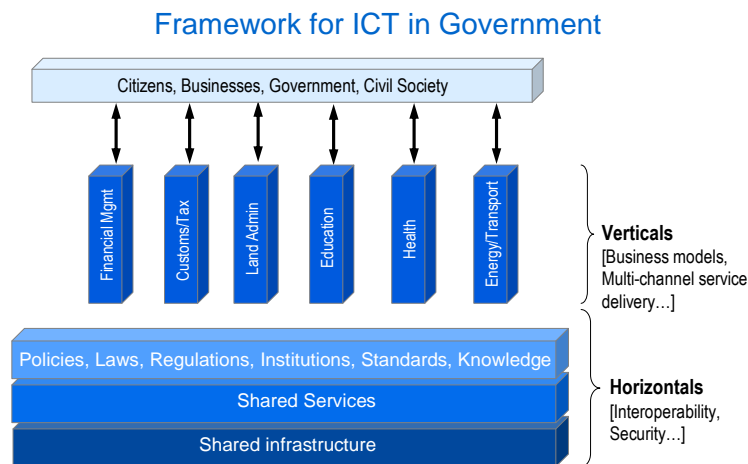 Framework for ICT in Government
Citizens, Businesses, Government, Civil Society
Financial Mgmt
Customs/Tax
Land Admin
Education
Health
Energy/Transport
Verticals
[Business models,
Multi-channel service
delivery…]
Policies, Laws, Regulations, Institutions, Standards, Knowledge
Shared Services
Shared infrastructure
Horizontals
[Interoperability,
Security…]